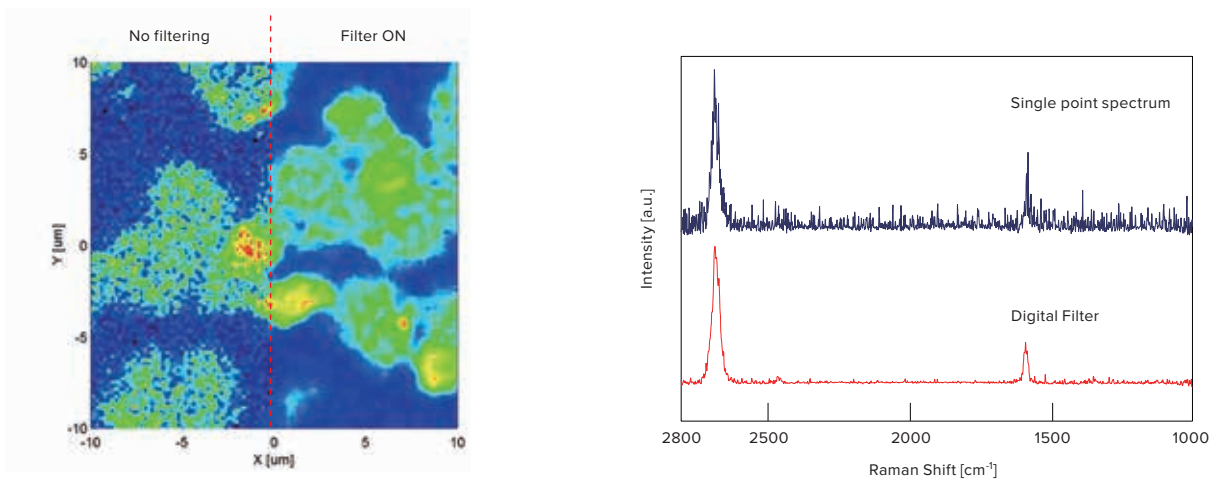 No filtering
Filter ON
10
5
0
-5
-10
Y [um]
-10
-5
0
5
10
X [um]
Single point spectrum
Digital Filter
Intensity [a.u.]
2800
2500
2000
1500
1000
Raman Shift [cm⁻¹]